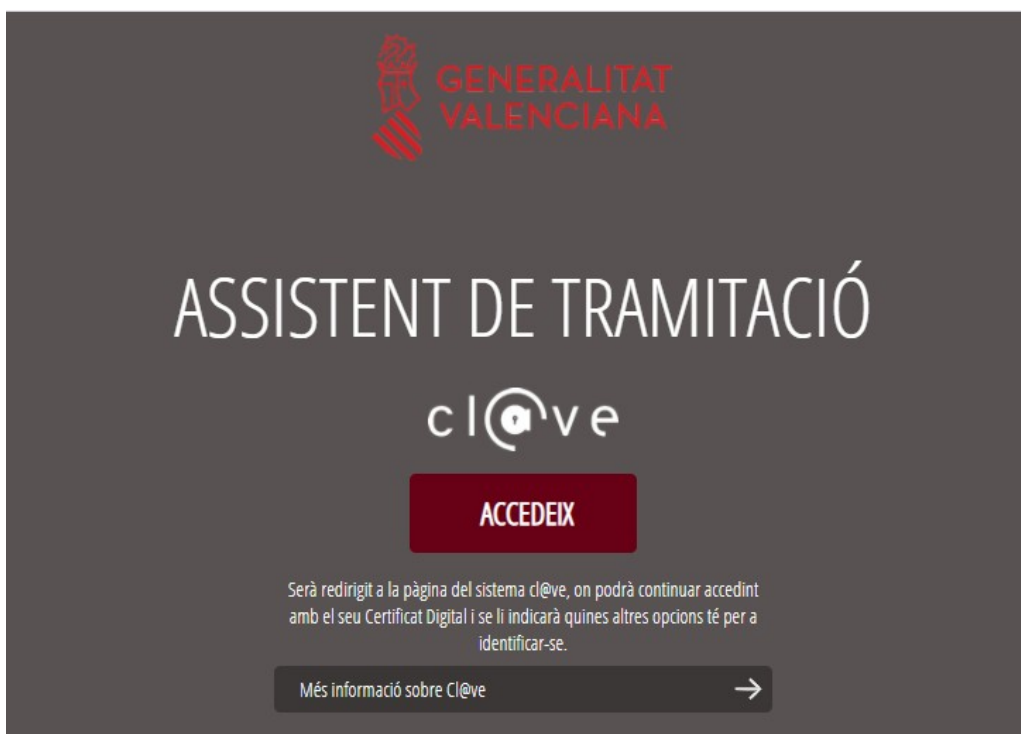 GENERALITAT
VALENCIANA
ASSISTENT DE TRAMITACIÓ
cl@ve
ACCEDEIX
Serà redirigit a la pàgina del sistema cl@ve, on podrà continuar accedint
amb el seu Certificat Digital i se li indicarà quines altres opcions té per a
identificar-se.
Més informació sobre Cl@ve